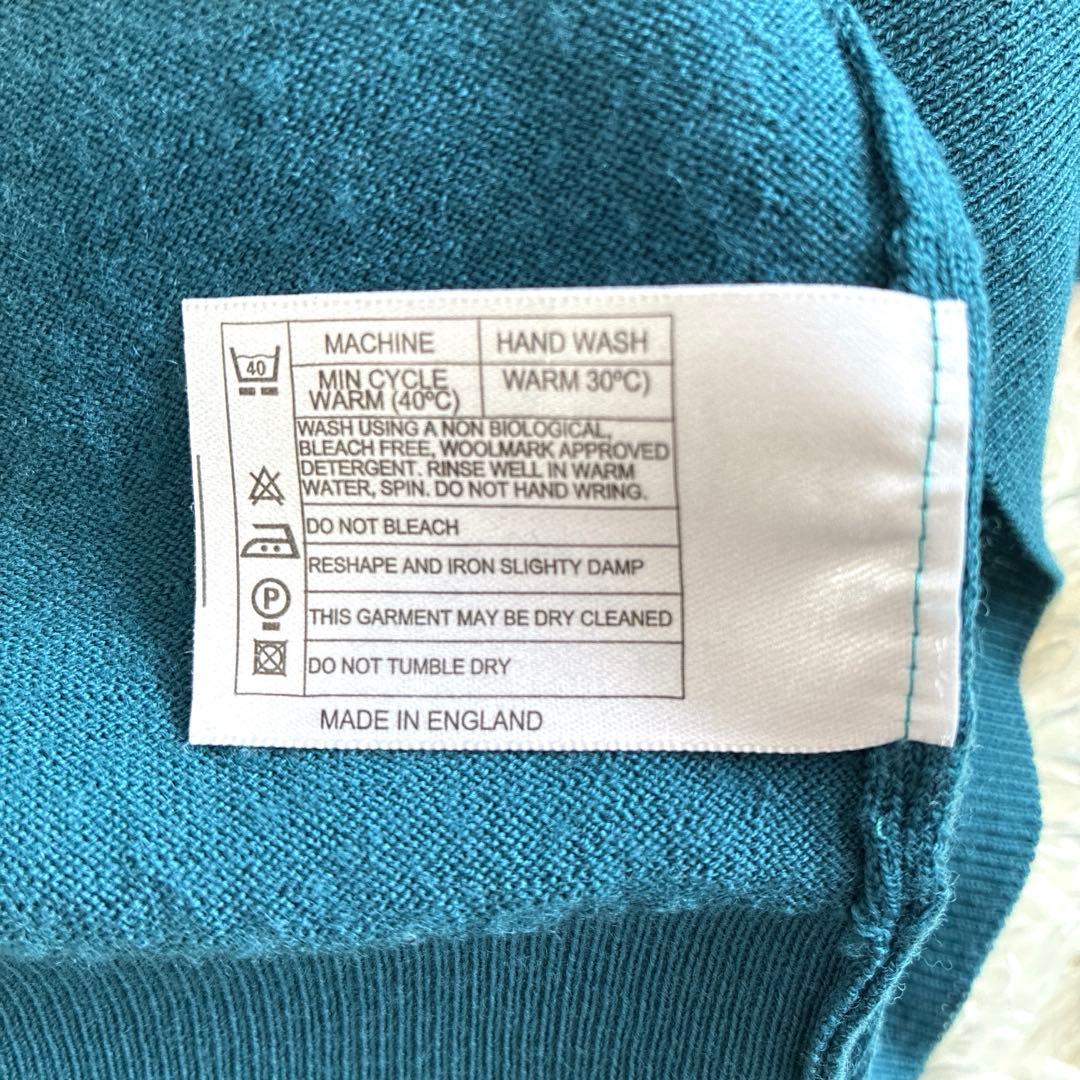 40
MACHINE
HAND WASH
MIN CYCLE
WARM (40ºC)
WARM 30ºC)
WASH USING A NON BIOLOGICAL,
BLEACH FREE, WOOLMARK APPROVED
DETERGENT. RINSE WELL IN WARM
WATER, SPIN. DO NOT HAND WRING.
DO NOT BLEACH
RESHAPE AND IRON SLIGHTY DAMP
P
THIS GARMENT MAY BE DRY CLEANED
DO NOT TUMBLE DRY
MADE IN ENGLAND